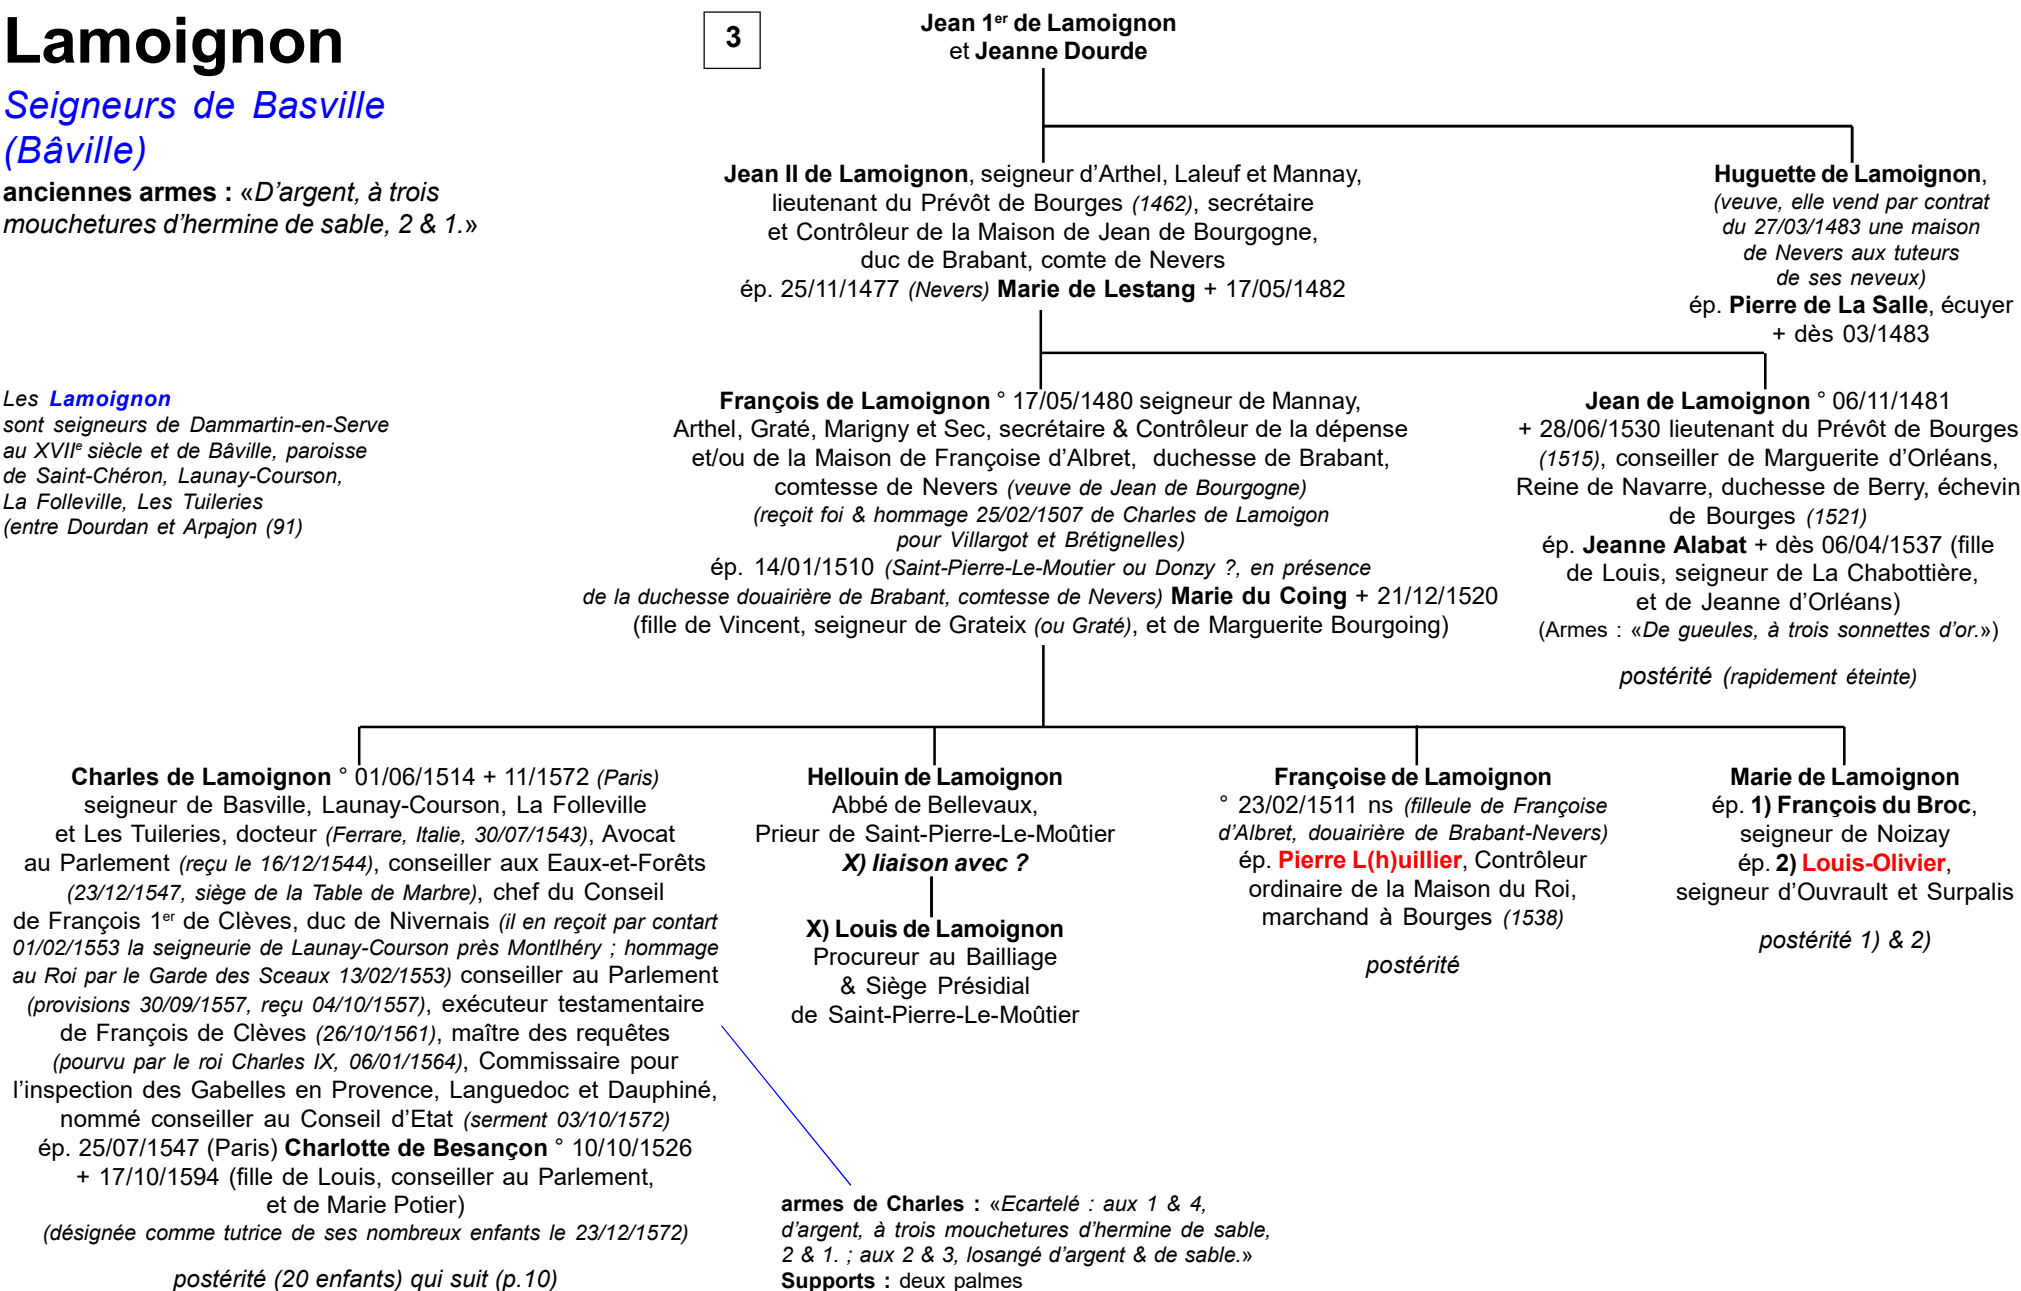 Lamoignon
Seigneurs de Basville
(Bâville)
anciennes armes : «D’argent, à trois
mouchetures d’hermine de sable, 2 & 1.»
Les Lamoignon
sont seigneurs de Dammartin-en-Serve
au XVIIe siècle et de Bâville, paroisse
de Saint-Chéron, Launay-Courson,
La Folleville, Les Tuileries
(entre Dourdan et Arpajon (91)
3
Jean 1er de Lamoignon
et Jeanne Dourde
Jean II de Lamoignon, seigneur d’Arthel, Laleuf et Mannay,
lieutenant du Prévôt de Bourges (1462), secrétaire
et Contrôleur de la Maison de Jean de Bourgogne,
duc de Brabant, comte de Nevers
ép. 25/11/1477 (Nevers) Marie de Lestang + 17/05/1482
Huguette de Lamoignon,
(veuve, elle vend par contrat
du 27/03/1483 une maison
de Nevers aux tuteurs
de ses neveux)
ép. Pierre de La Salle, écuyer
+ dès 03/1483
François de Lamoignon ° 17/05/1480 seigneur de Mannay,
Arthel, Graté, Marigny et Sec, secrétaire & Contrôleur de la dépense
et/ou de la Maison de Françoise d’Albret, duchesse de Brabant,
comtesse de Nevers (veuve de Jean de Bourgogne)
(reçoit foi & hommage 25/02/1507 de Charles de Lamoigon
pour Villargot et Brétignelles)
ép. 14/01/1510 (Saint-Pierre-Le-Moutier ou Donzy ?, en présence
de la duchesse douairière de Brabant, comtesse de Nevers) Marie du Coing + 21/12/1520
(fille de Vincent, seigneur de Grateix (ou Graté), et de Marguerite Bourgoing)
Jean de Lamoignon ° 06/11/1481
+ 28/06/1530 lieutenant du Prévôt de Bourges
(1515), conseiller de Marguerite d’Orléans,
Reine de Navarre, duchesse de Berry, échevin
de Bourges (1521)
ép. Jeanne Alabat + dès 06/04/1537 (fille
de Louis, seigneur de La Chabottière,
et de Jeanne d’Orléans)
(Armes : «De gueules, à trois sonnettes d’or.»)
postérité (rapidement éteinte)
Charles de Lamoignon ° 01/06/1514 + 11/1572 (Paris)
seigneur de Basville, Launay-Courson, La Folleville
et Les Tuileries, docteur (Ferrare, Italie, 30/07/1543), Avocat
au Parlement (reçu le 16/12/1544), conseiller aux Eaux-et-Forêts
(23/12/1547, siège de la Table de Marbre), chef du Conseil
de François 1er de Clèves, duc de Nivernais (il en reçoit par contart
01/02/1553 la seigneurie de Launay-Courson près Montlhéry ; hommage
au Roi par le Garde des Sceaux 13/02/1553) conseiller au Parlement
(provisions 30/09/1557, reçu 04/10/1557), exécuteur testamentaire
de François de Clèves (26/10/1561), maître des requêtes
(pourvu par le roi Charles IX, 06/01/1564), Commissaire pour
l’inspection des Gabelles en Provence, Languedoc et Dauphiné,
nommé conseiller au Conseil d’Etat (serment 03/10/1572)
ép. 25/07/1547 (Paris) Charlotte de Besançon ° 10/10/1526
+ 17/10/1594 (fille de Louis, conseiller au Parlement,
et de Marie Potier)
(désignée comme tutrice de ses nombreux enfants le 23/12/1572)
postérité (20 enfants) qui suit (p.10)
Hellouin de Lamoignon
Abbé de Bellevaux,
Prieur de Saint-Pierre-Le-Moûtier
X) liaison avec ?
X) Louis de Lamoignon
Procureur au Bailliage
& Siège Présidial
de Saint-Pierre-Le-Moûtier
Françoise de Lamoignon
° 23/02/1511 ns (filleule de Françoise
d’Albret, douairière de Brabant-Nevers)
ép. Pierre L(h)uillier, Contrôleur
ordinaire de la Maison du Roi,
marchand à Bourges (1538)
postérité
Marie de Lamoignon
ép. 1) François du Broc,
seigneur de Noizay
ép. 2) Louis-Olivier,
seigneur d’Ouvrault et Surpalis
postérité 1) & 2)
armes de Charles : «Ecartelé : aux 1 & 4,
d’argent, à trois mouchetures d’hermine de sable,
2 & 1. ; aux 2 & 3, losangé d’argent & de sable.»
Supports : deux palmes